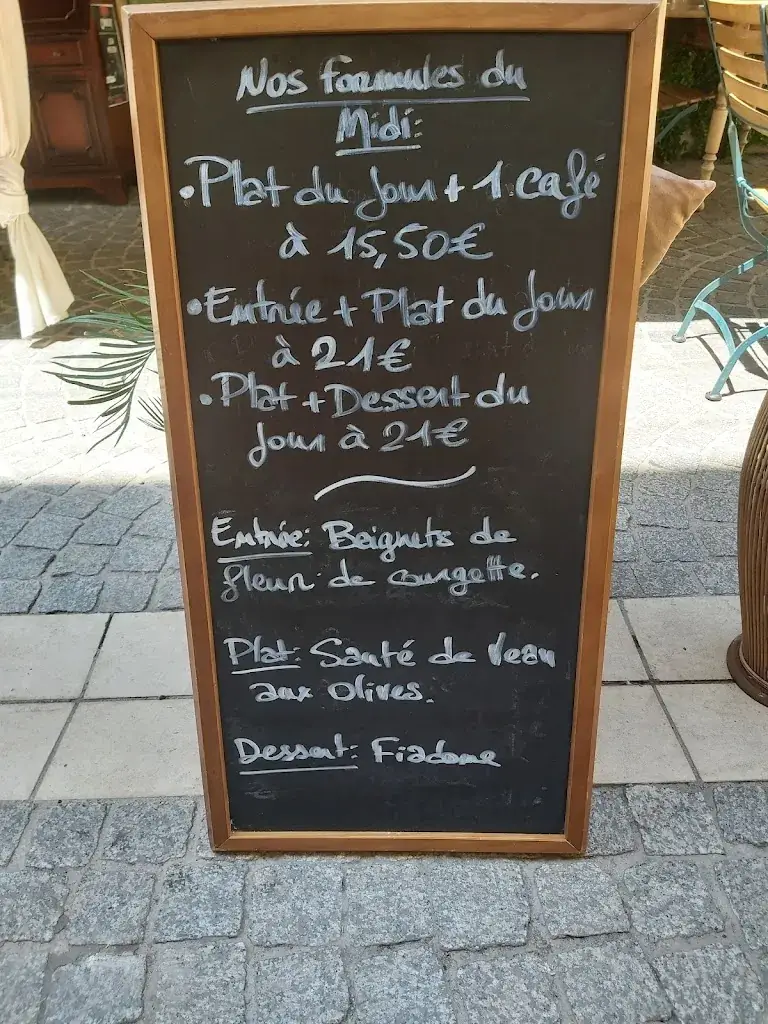 Nos formules du
Midi:
• Plat du Jour + 1 café
à 15,50€
• Entrée + Plat du Jour
à 21€
• Plat + Dessert du
Jour à 21€
Entrée: Beignets de
fleur de courgette.
Plat: Sauté de Veau
aux Olives.
Dessert: Fiadone